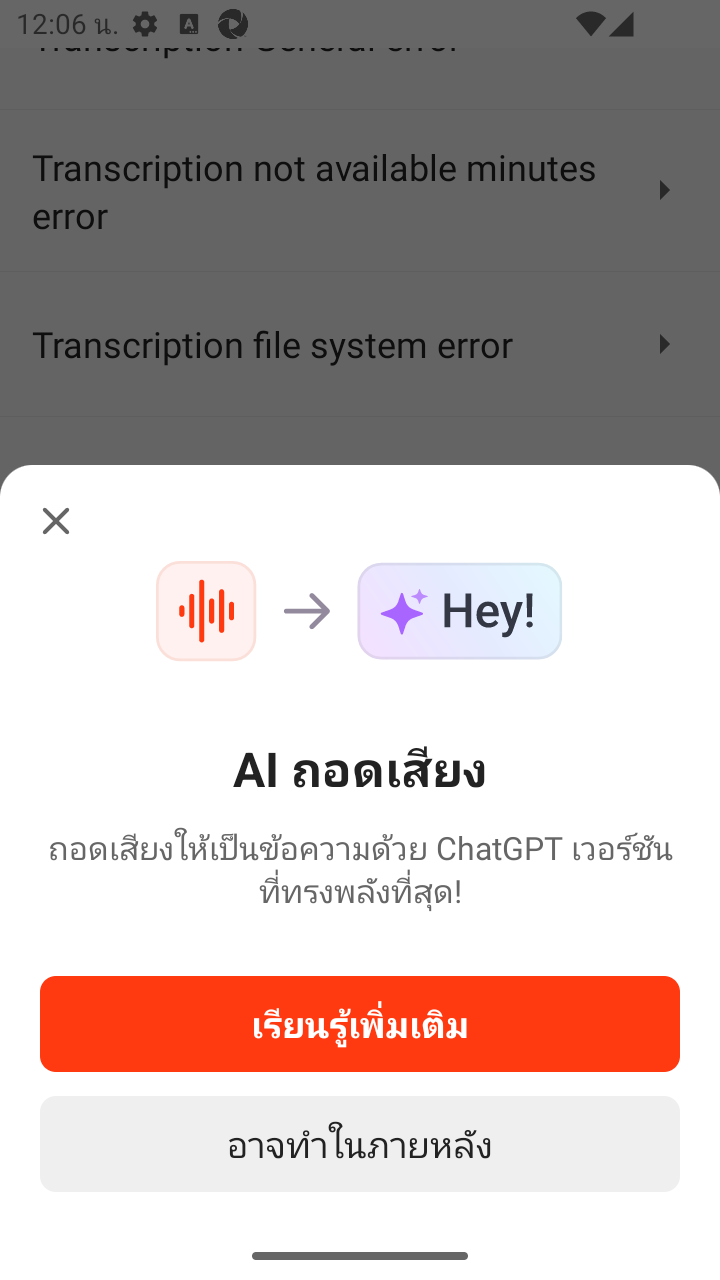 12:06 น.
Transcription General error
Transcription not available minutes
error
Transcription file system error
Hey!
AI ถอดเสียง
ถอดเสียงให้เป็นข้อความด้วย ChatGPT เวอร์ชัน
ที่ทรงพลังที่สุด!
เรียนรู้เพิ่มเติม
อาจทำในภายหลัง